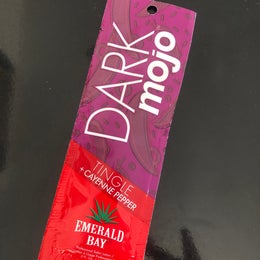 DARK
mojo
TINGLE
+ CAYENNE PEPPER
EMERALD
BAY